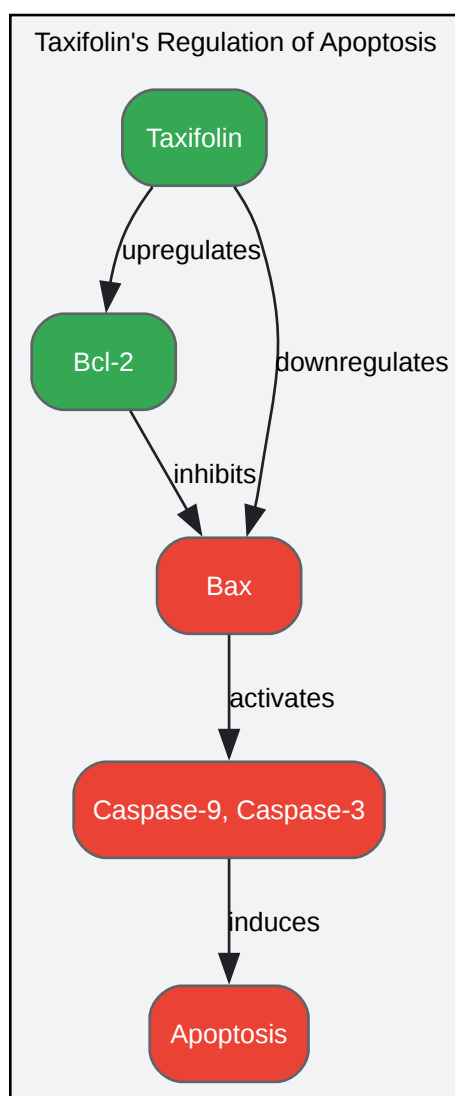 Taxifolin's Regulation of Apoptosis
Taxifolin
upregulates
Bcl-2
downregulates
inhibits
Bax
activates
Caspase-9, Caspase-3
induces
Apoptosis